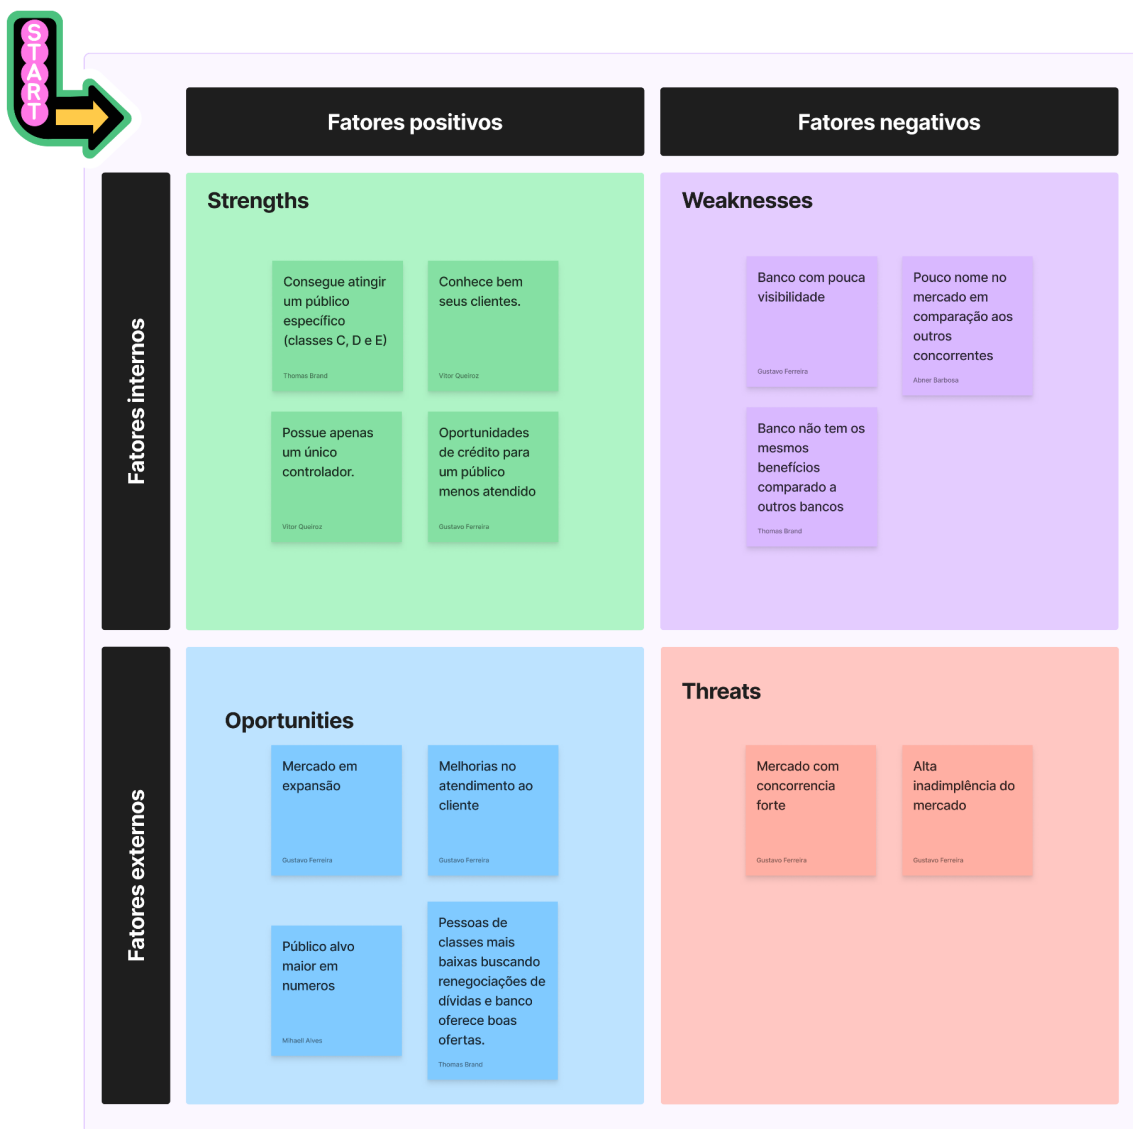 START
Fatores positivos
Fatores negativos
Fatores internos
Strengths
Consegue atingir
um público
específico
(classes C, D e E)
Thomas Brand
Conhece bem
seus clientes.
Vitor Queiroz
Possue apenas
um único
controlador.
Vitor Queiroz
Oportunidades
de crédito para
um público
menos atendido
Gustavo Ferreira
Weaknesses
Banco com pouca
visibilidade
Gustavo Ferreira
Pouco nome no
mercado em
comparação aos
outros
concorrentes
Abner Barbosa
Banco não tem os
mesmos
benefícios
comparado a
outros bancos
Thomas Brand
Fatores externos
Oportunities
Mercado em
expansão
Gustavo Ferreira
Melhorias no
atendimento ao
cliente
Gustavo Ferreira
Público alvo
maior em
numeros
Mihaeli Alves
Pessoas de
classes mais
baixas buscando
renegociações de
dívidas e banco
oferece boas
ofertas.
Thomas Brand
Threats
Mercado com
concorrencia
forte
Gustavo Ferreira
Alta
inadimplência do
mercado
Gustavo Ferreira